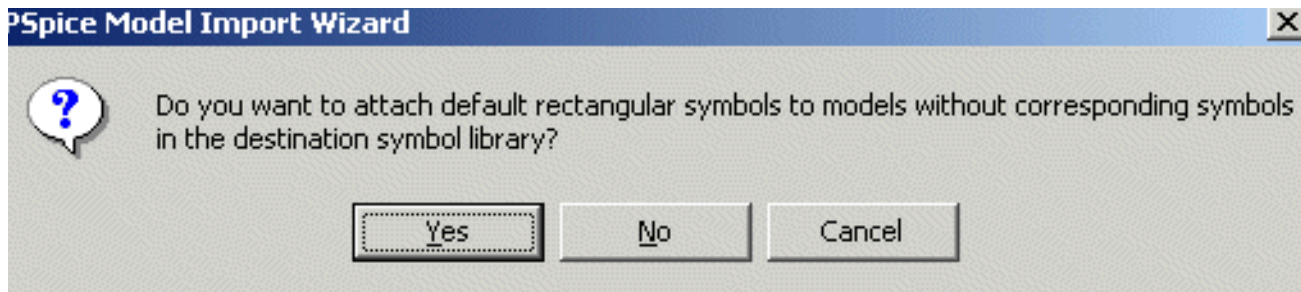 PSpice Model Import Wizard
?
Do you want to attach default rectangular symbols to models without corresponding symbols
in the destination symbol library?
Yes
No
Cancel